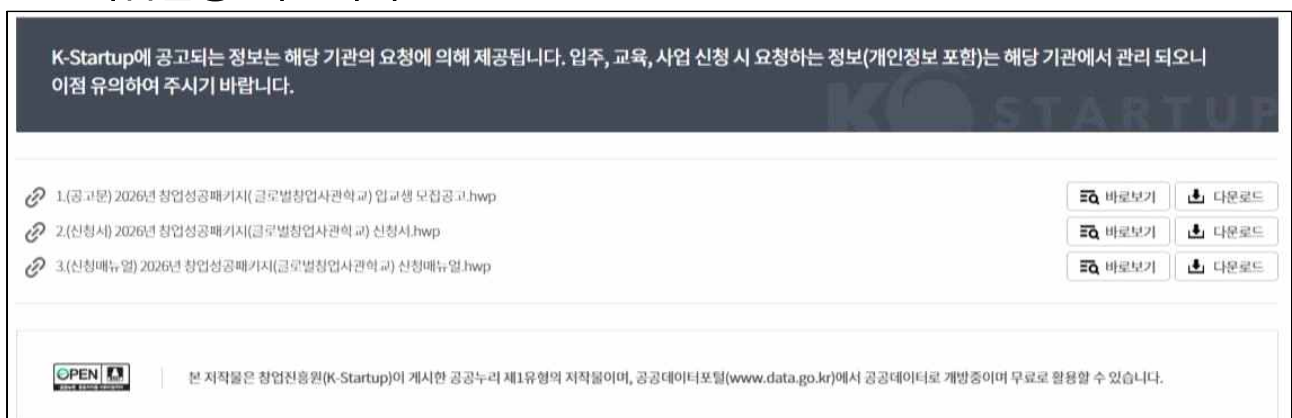 K-Startup에 공고되는 정보는 해당 기관의 요청에 의해 제공됩니다. 입주, 교육, 사업 신청 시 요청하는 정보(개인정보 포함)는 해당 기관에서 관리 되오니
이점 유의하여 주시기 바랍니다.
STARTUP
1.(공고문) 2026년 창업성공패키지( 글로벌창업사관학교) 입교생 모집공고.hwp 바로보기 다운로드
2.(신청서) 2026년 창업성공패키지(글로벌창업사관학교) 신청서.hwp 바로보기 다운로드
3.(신청매뉴얼) 2026년 창업성공패키지(글로벌창업사관학교) 신청매뉴얼.hwp 바로보기 다운로드
OPEN 본 저작물은 창업진흥원(K-Startup)이 게시한 공공누리 제1유형의 저작물이며, 공공데이터포털(www.data.go.kr)에서 공공데이터로 개방중이며 무료로 활용할 수 있습니다.